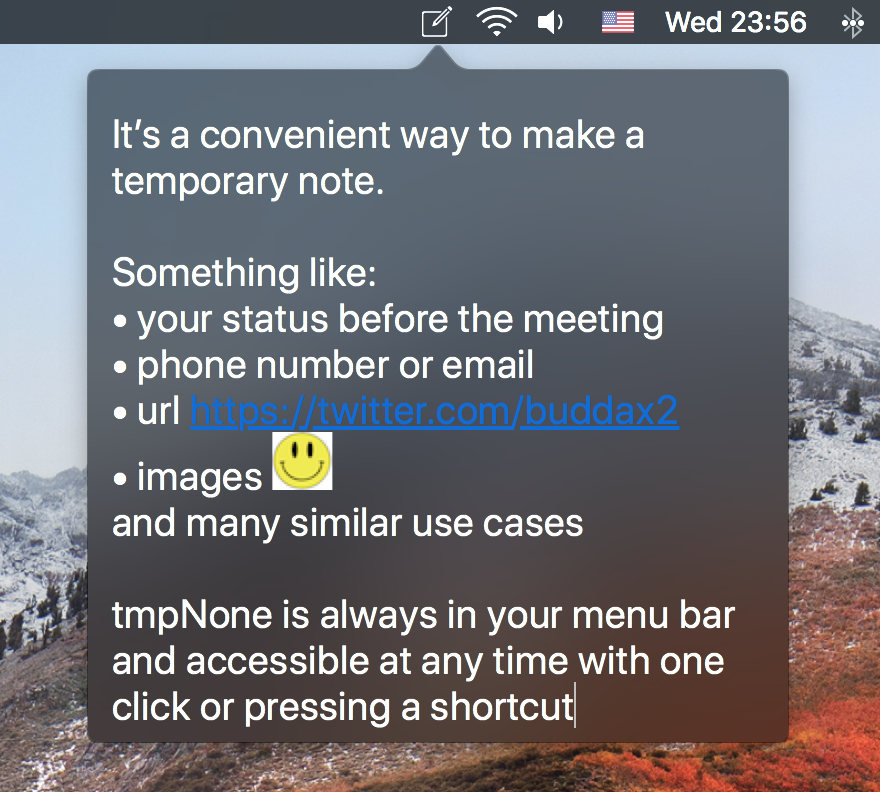 Wed 23:56
It’s a convenient way to make a
temporary note.
Something like:
• your status before the meeting
• phone number or email
• url https://twitter.com/buddax2
• images
and many similar use cases
tmpNone is always in your menu bar
and accessible at any time with one
click or pressing a shortcut